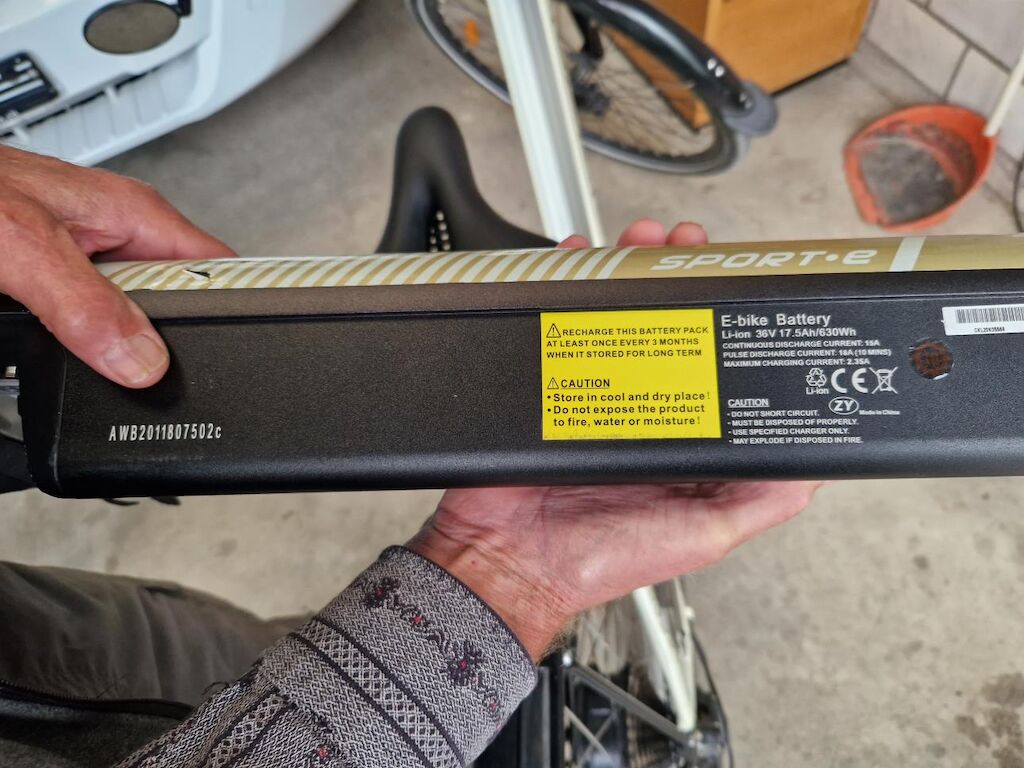 SPORT•e
AWB2011807502c
RECHARGE THIS BATTERY PACK
AT LEAST ONCE EVERY 3 MONTHS
WHEN IT STORED FOR LONG TERM
CAUTION
• Store in cool and dry place!
• Do not expose the product
to fire, water or moisture!
E-bike Battery
Li-ion 36V 17.5Ah/630Wh
CONTINUOUS DISCHARGE CURRENT: 15A
PULSE DISCHARGE CURRENT: 18A (10 MINS)
MAXIMUM CHARGING CURRENT: 2.35A
Li-ion
CE
ZY
Made in China
CAUTION
- DO NOT SHORT CIRCUIT.
- MUST BE DISPOSED OF PROPERLY.
- USE SPECIFIED CHARGER ONLY.
- MAY EXPLODE IF DISPOSED IN FIRE.